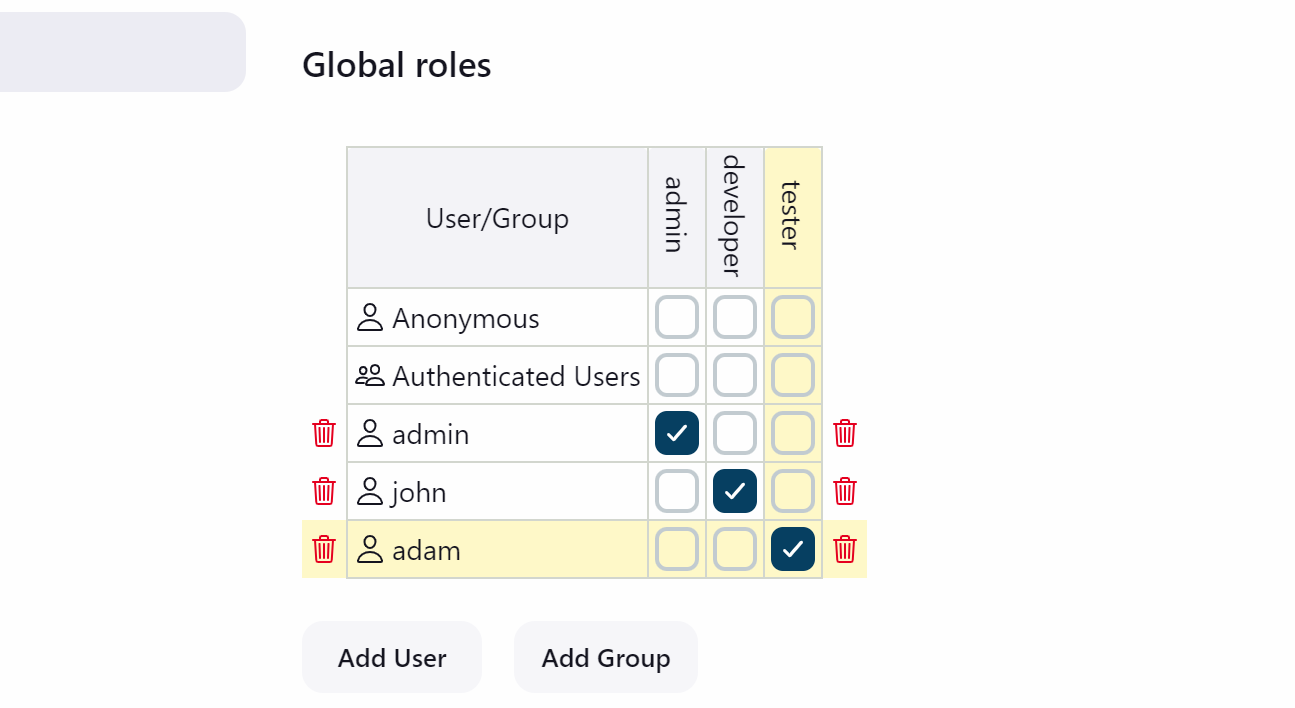 Global roles
User/Group
admin
developer
tester
Anonymous
Authenticated Users
admin
john
adam
Add User
Add Group